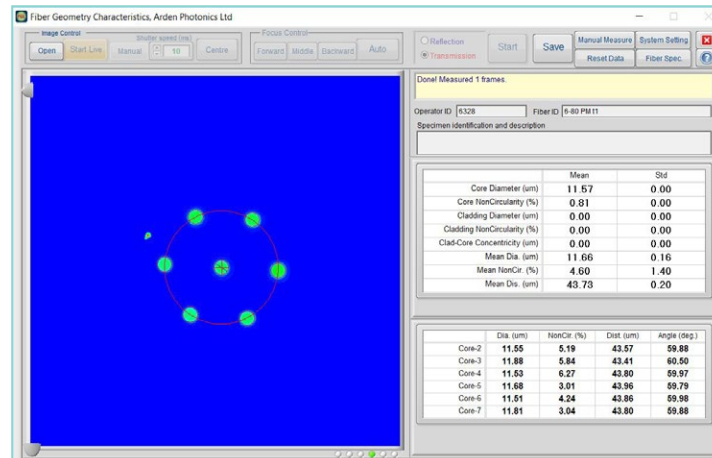 Fiber Geometry Characteristics, Arden Photonics Ltd
Image Control
Shutter speed (ms)
Focus Control
Open Start Live Manual 10 Centre
Forward Middle Backward Auto
Reflection
Transmission
Start Save
Manual Measure System Setting
Reset Data Fiber Spec.
Done! Measured 1 frames.
Operator ID 6328 Fiber ID 6-80 PM t1
Specimen identification and description
Mean Std
Core Diameter (um) 11.57 0.00
Core NonCircularity (%) 0.81 0.00
Cladding Diameter (um) 0.00 0.00
Cladding NonCircularity (%) 0.00 0.00
Clad-Core Concentricity (um) 0.00 0.00
Mean Dia. (um) 11.66 0.16
Mean NonCir. (%) 4.60 1.40
Mean Dis. (um) 43.73 0.20
Dia. (um) NonCir. (%) Dist. (um) Angle (deg.)
Core-2 11.55 5.19 43.57 59.88
Core-3 11.88 5.84 43.41 60.50
Core-4 11.53 6.27 43.80 59.97
Core-5 11.68 3.01 43.96 59.79
Core-6 11.51 4.24 43.86 59.98
Core-7 11.81 3.04 43.80 59.88